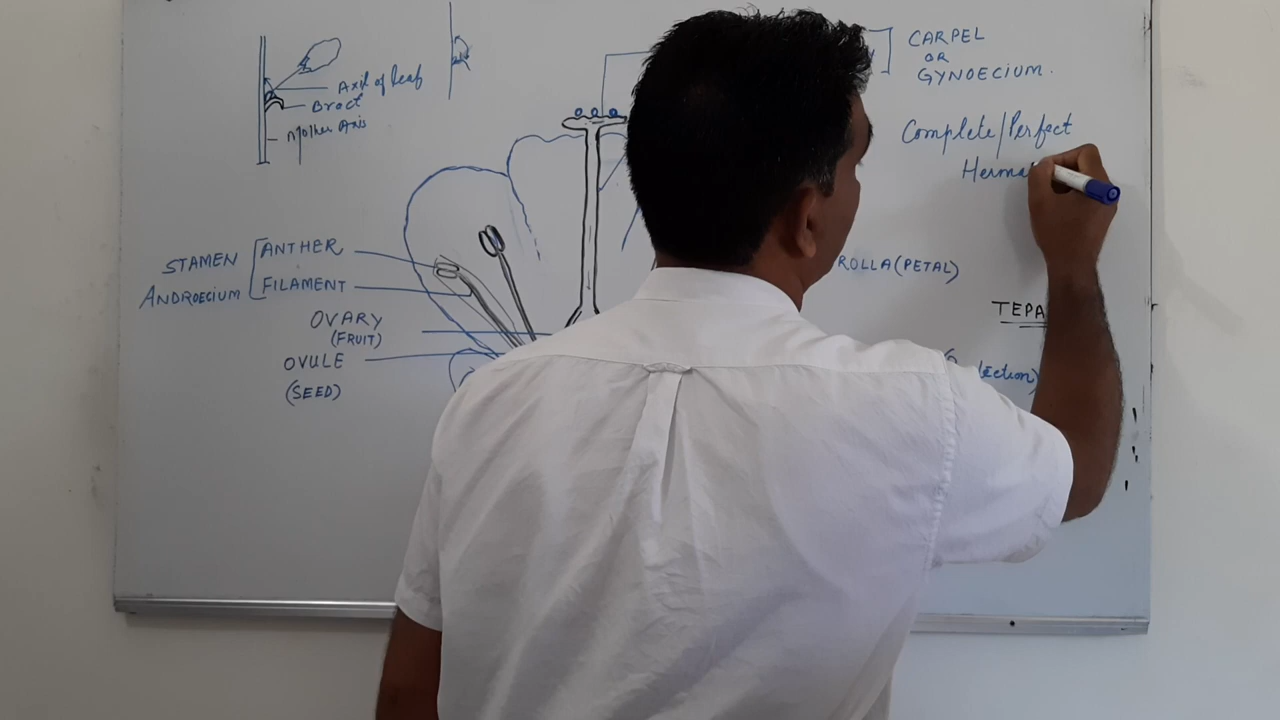 Axil of leaf
Bract
Mother Axis
CARPEL
OR
GYNOECIUM.
Complete/Perfect
Herma
STAMEN
ANDROECIUM
ANTHER
FILAMENT
OVARY
(FRUIT)
OVULE
(SEED)
ROLLA (PETAL)
TEPA
lection)